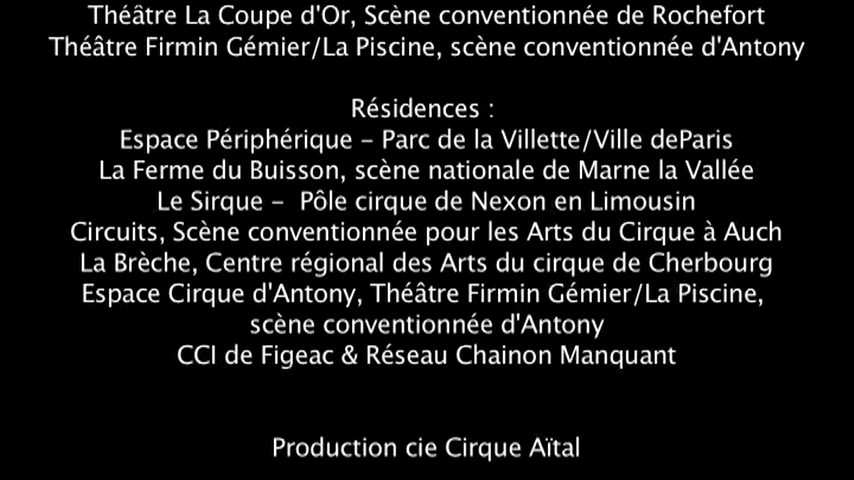 Théâtre La Coupe d'Or, Scène conventionnée de Rochefort
Théâtre Firmin Gémier/La Piscine, scène conventionnée d'Antony
Résidences :
Espace Périphérique – Parc de la Villette/Ville deParis
La Ferme du Buisson, scène nationale de Marne la Vallée
Le Sirque –  Pôle cirque de Nexon en Limousin
Circuits, Scène conventionnée pour les Arts du Cirque à Auch
La Brèche, Centre régional des Arts du cirque de Cherbourg
Espace Cirque d'Antony, Théâtre Firmin Gémier/La Piscine,
scène conventionnée d'Antony
CCI de Figeac & Réseau Chainon Manquant
Production cie Cirque Aïtal